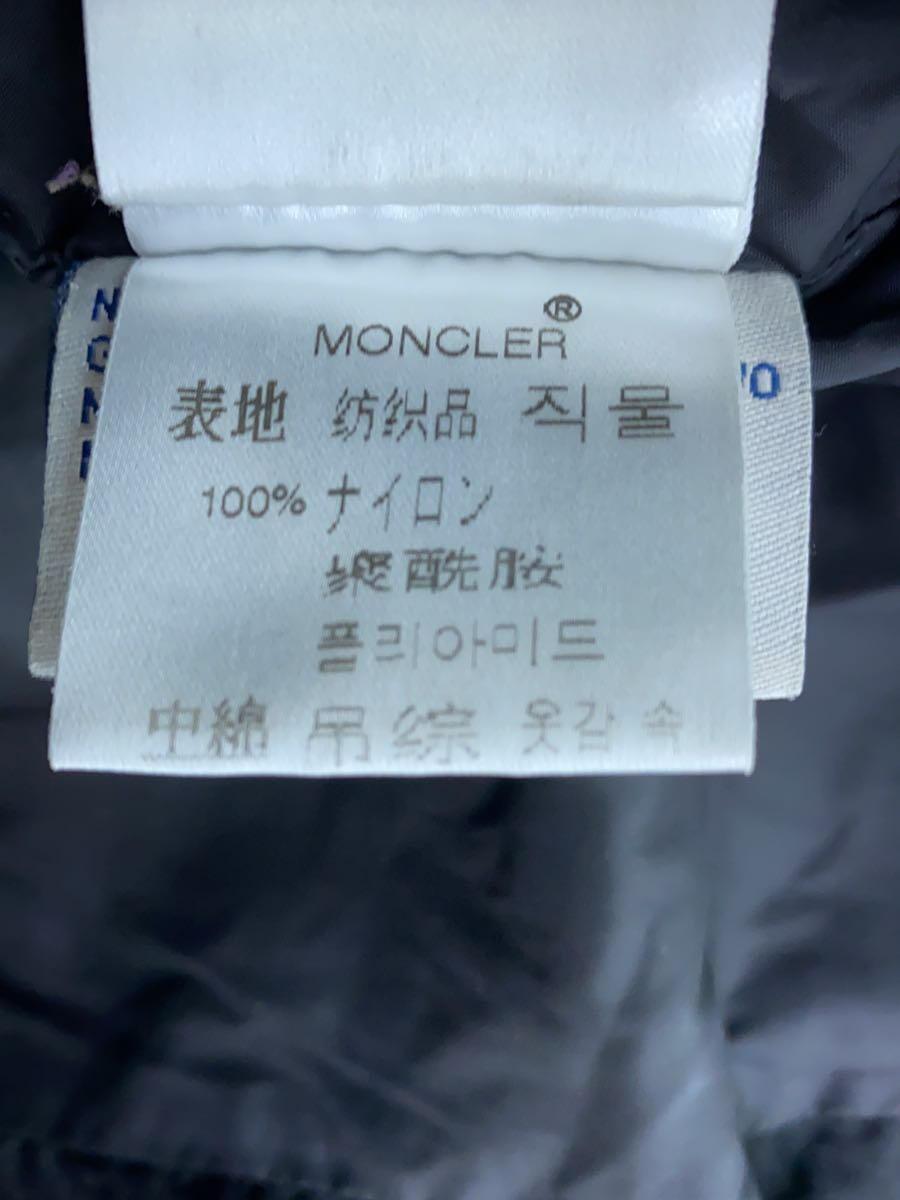 MONCLER®
表地 纺织品 직물
100% ナイロン
聚酰胺
폴리아미드
中綿 吊综 옷감 속